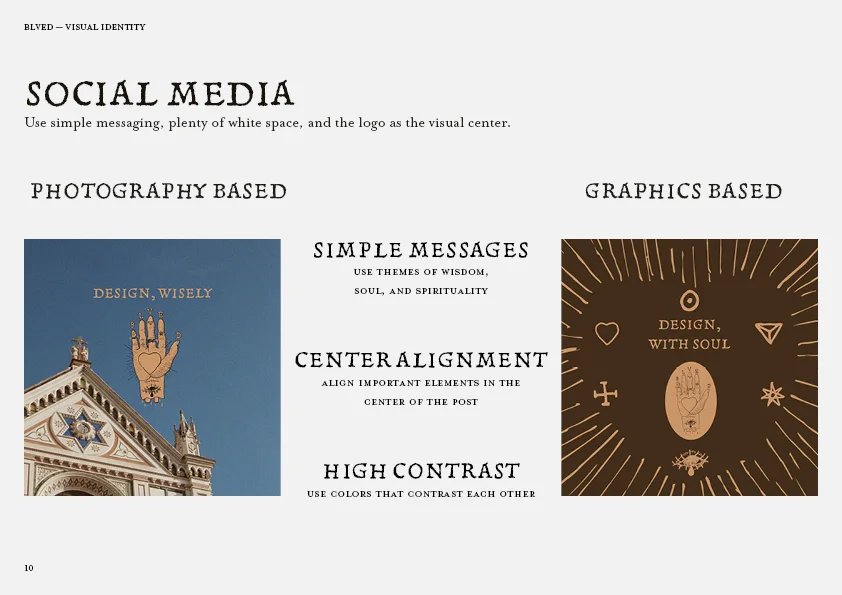 BLVED — VISUAL IDENTITY
SOCIAL MEDIA
Use simple messaging, plenty of white space, and the logo as the visual center.
PHOTOGRAPHY BASED
GRAPHICS BASED
DESIGN, WISELY
SIMPLE MESSAGES
USE THEMES OF WISDOM,
SOUL, AND SPIRITUALITY
CENTER ALIGNMENT
ALIGN IMPORTANT ELEMENTS IN THE
CENTER OF THE POST
HIGH CONTRAST
USE COLORS THAT CONTRAST EACH OTHER
DESIGN,
WITH SOUL
10